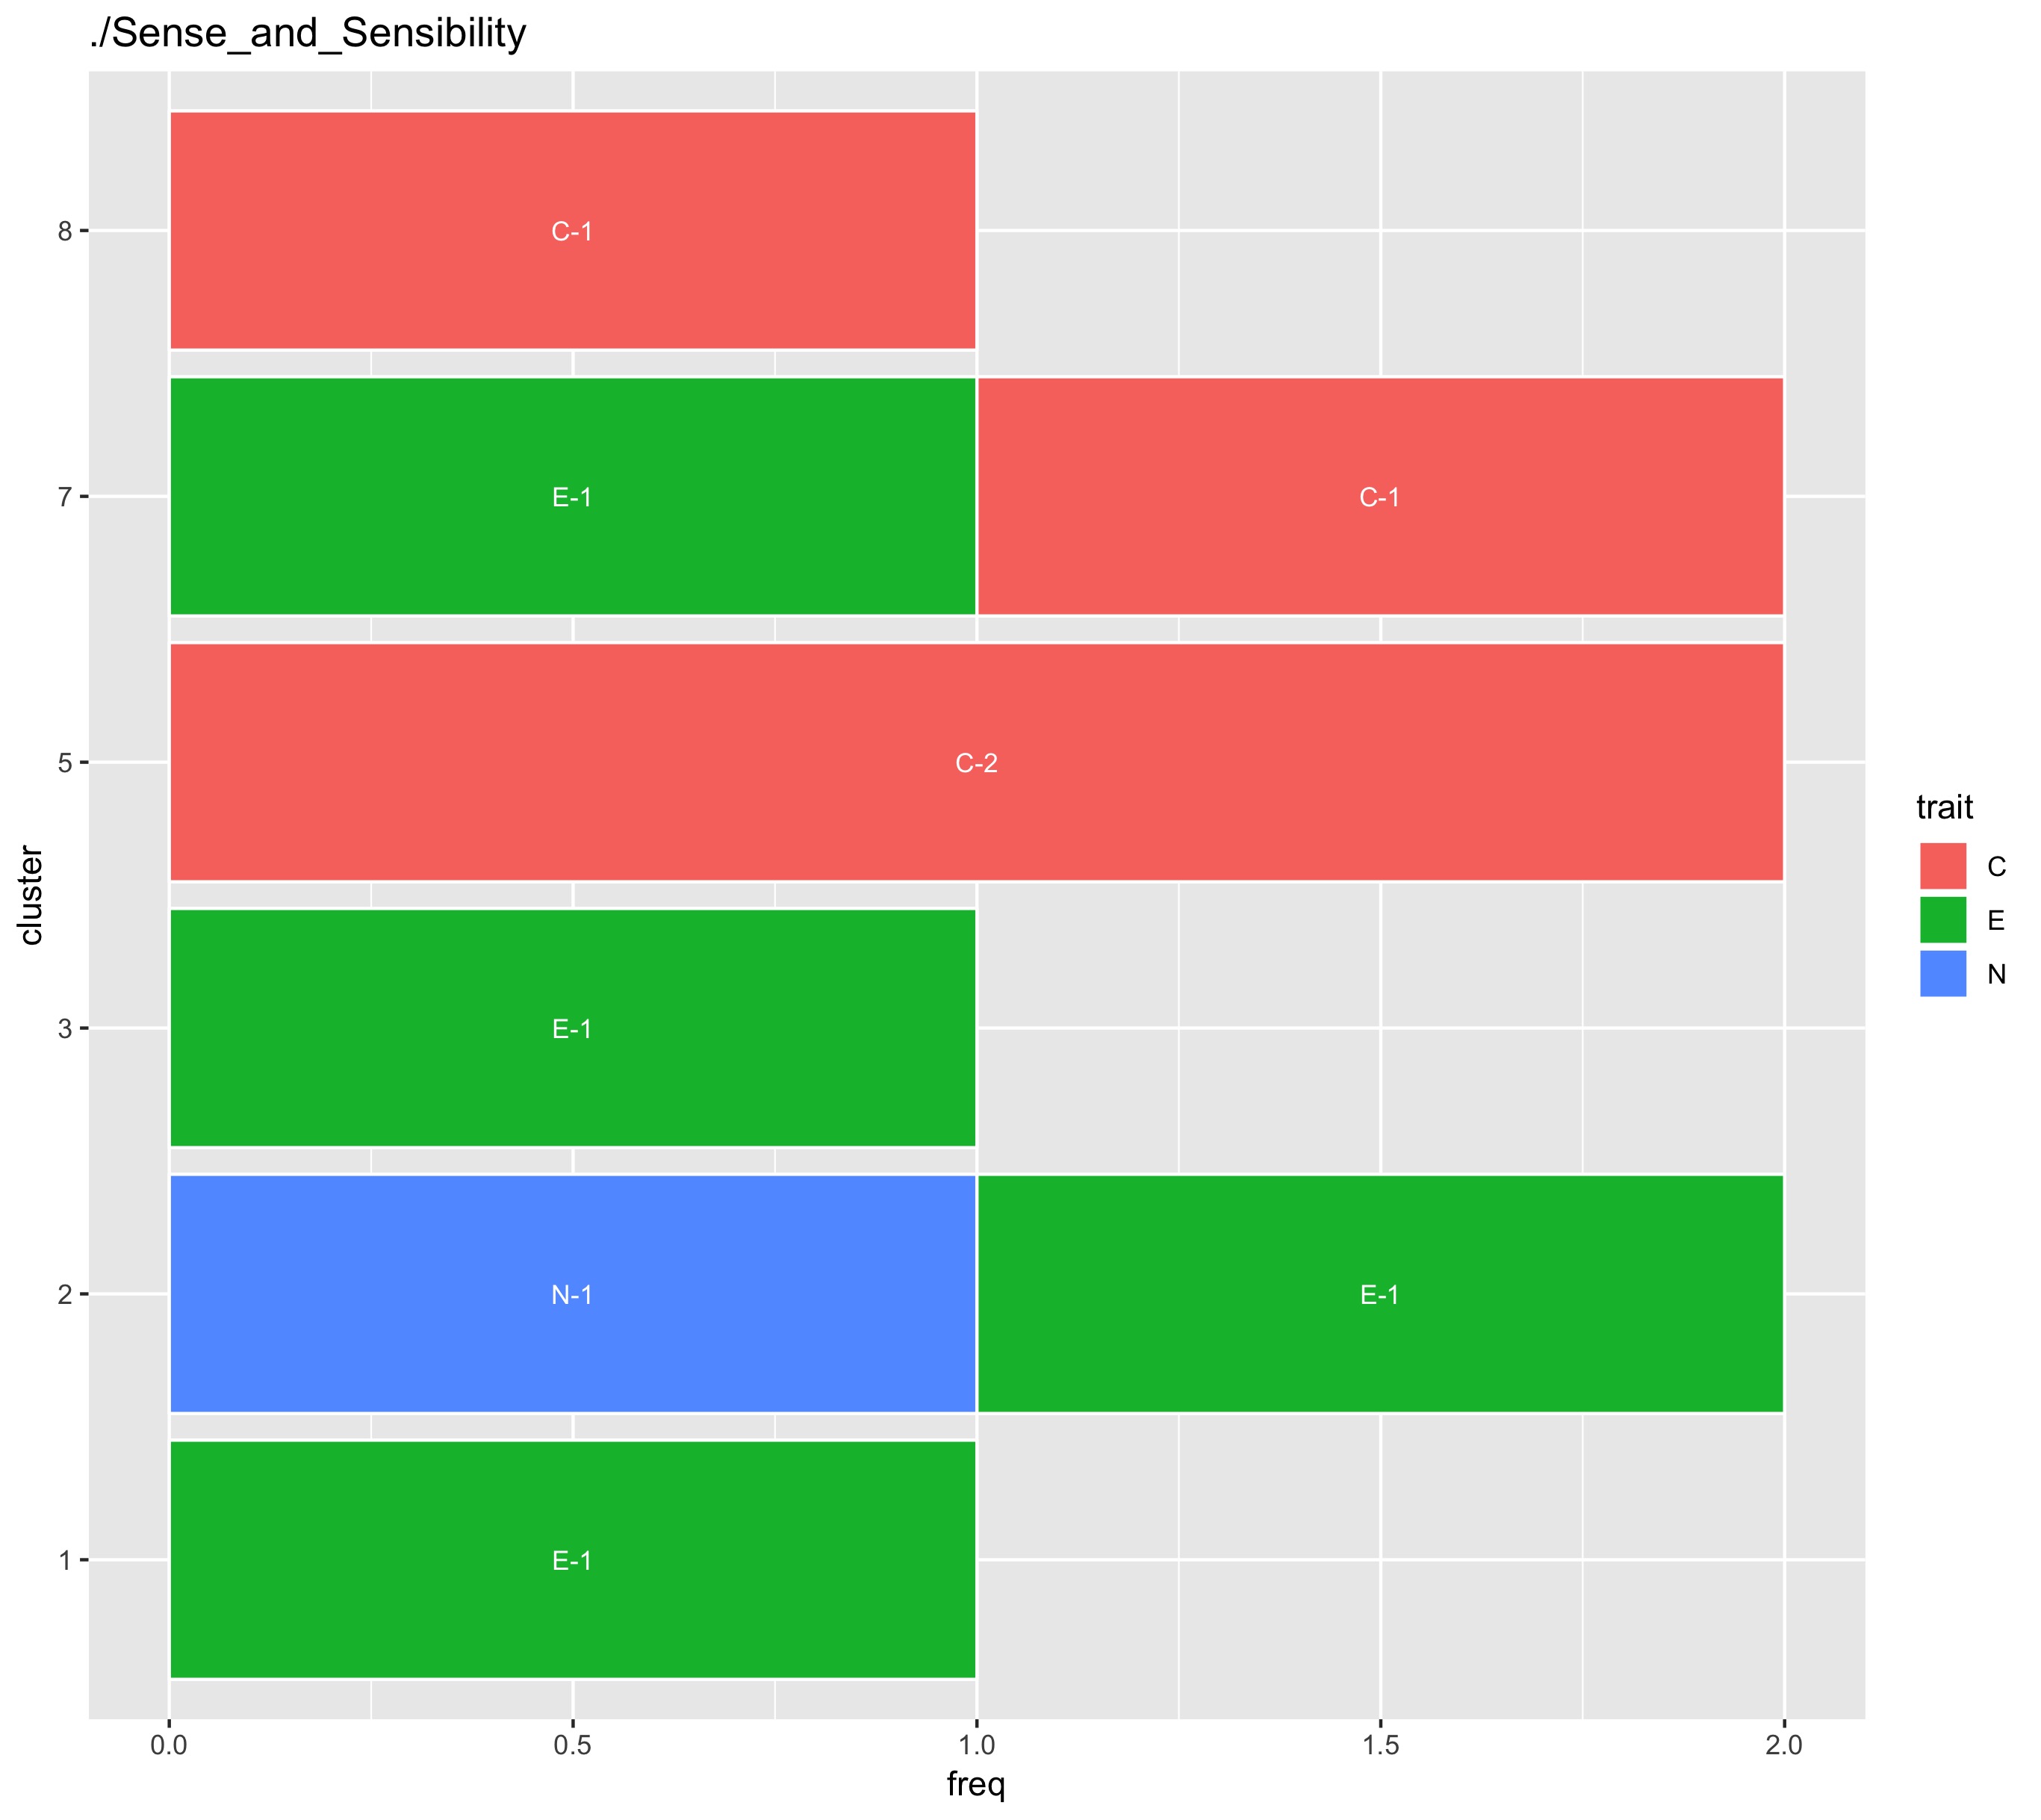 ./Sense_and_Sensibility
8
C-1
7
E-1 C-1
5
C-2
3
E-1
2
N-1 E-1
1
E-1
0.0 0.5 1.0 1.5 2.0
freq
cluster
trait
C
E
N